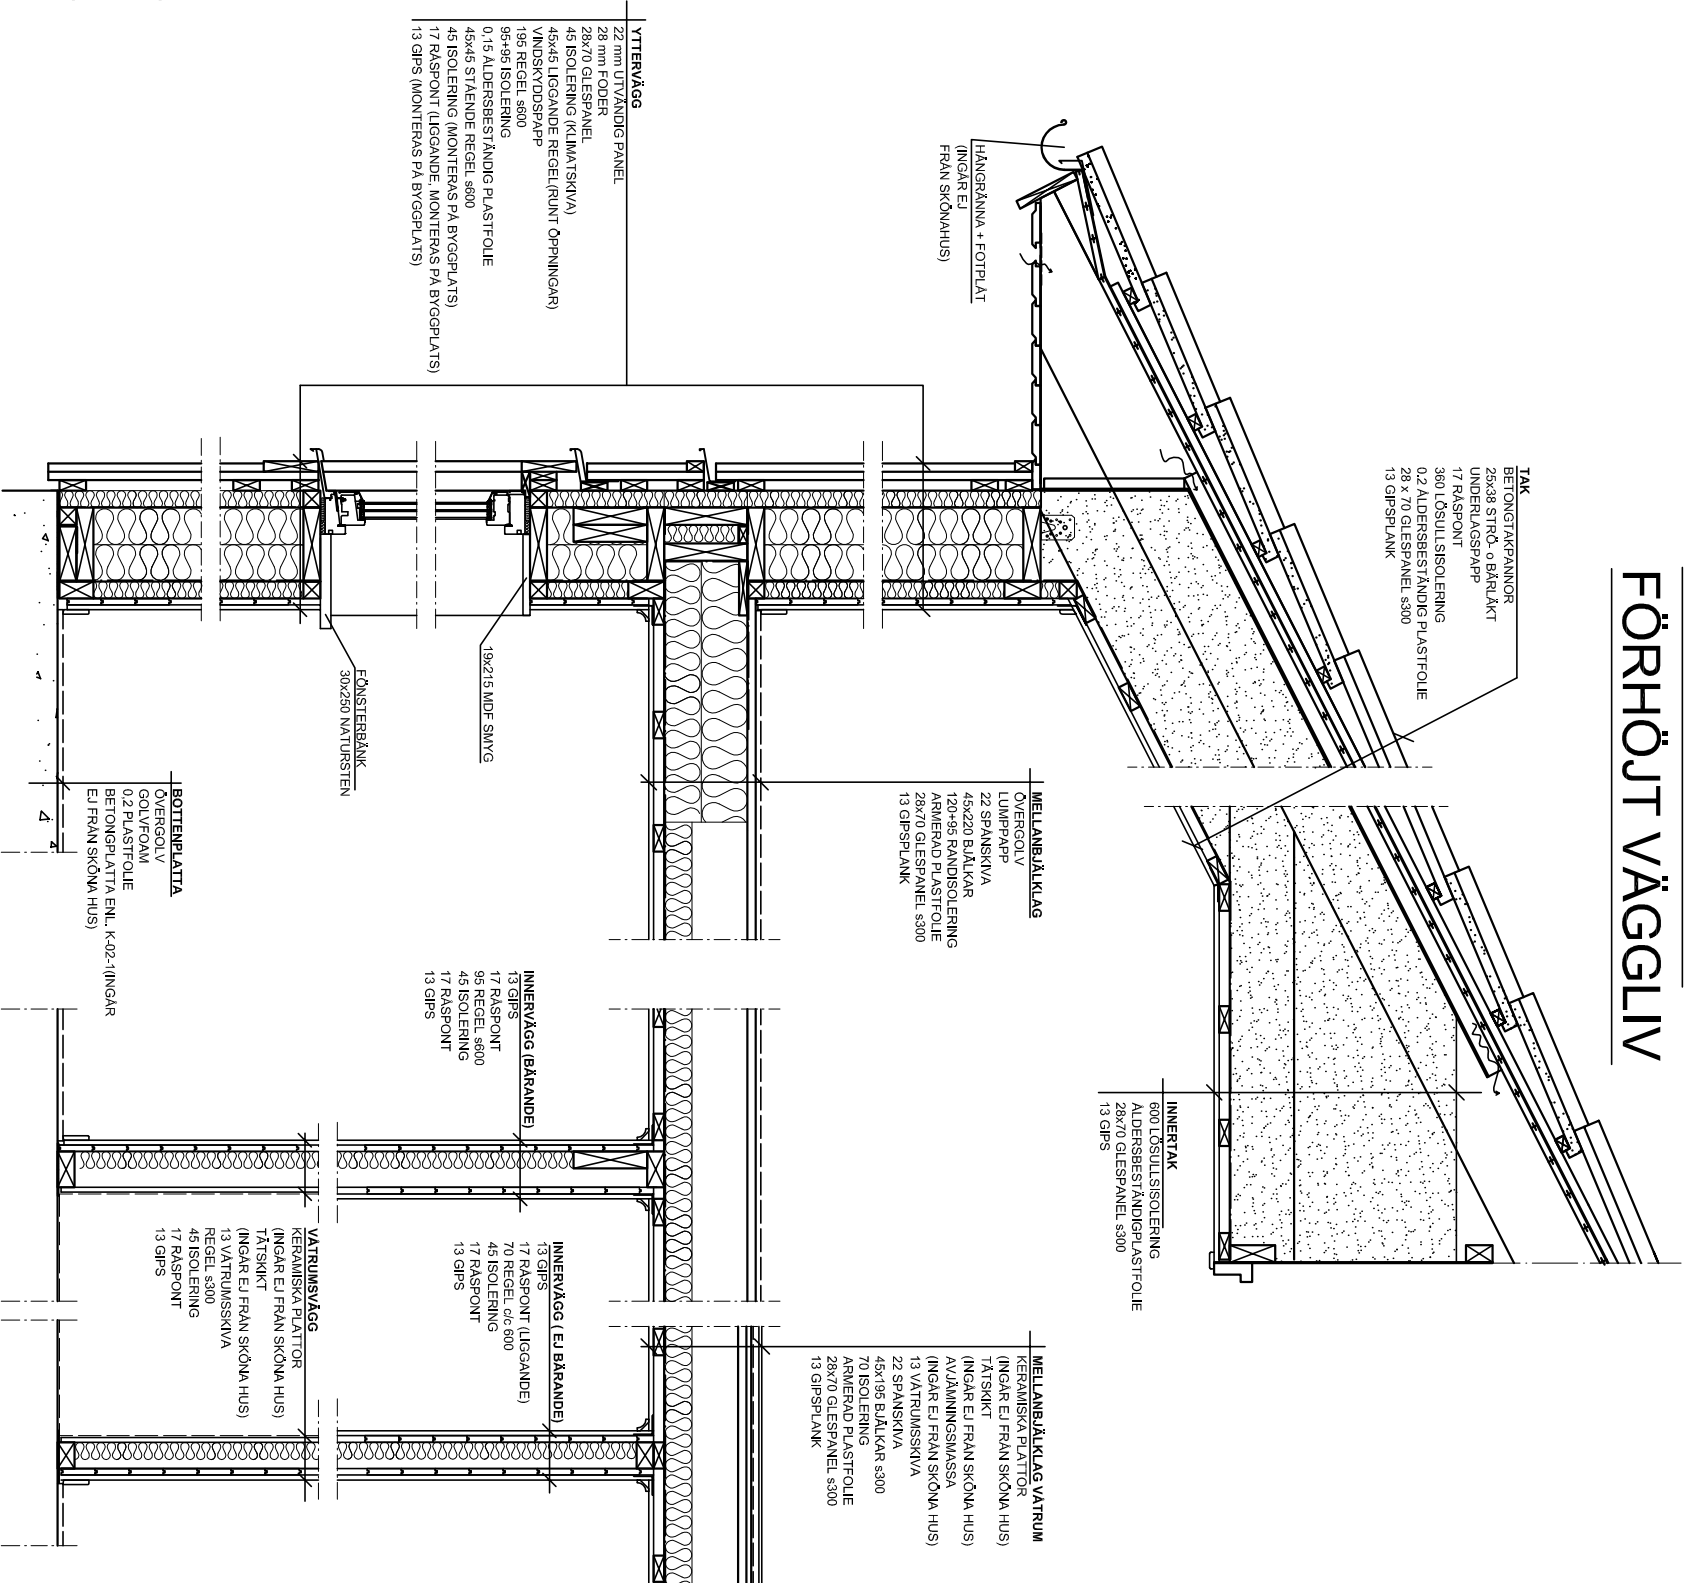 FÖRHÖJT VÄGGLIV
TAK
BETONGTAKPANNOR
25x38 STRÖ- o BÄRLÄKT
UNDERLAGSPAPP
17 RÅSPONT
360 LÖSULLSISOLERING
0,2 ÅLDERSBESTÄNDIG PLASTFOLIE
28 x 70 GLESPANEL s300
13 GIPSPLANK
HÄNGRÄNNA + FOTPLÅT
(INGÅR EJ
FRÅN SKÖNAHUS)
INNERTAK
600 LÖSULLSISOLERING
ÅLDERSBESTÄNDIGPLASTFOLIE
28x70 GLESPANEL s300
13 GIPS
YTTERVÄGG
22 mm UTVÄNDIG PANEL
28 mm FODER
28x70 GLESPANEL
45 ISOLERING (KLIMATSKIVA)
45x45 LIGGANDE REGEL(RUNT ÖPPNINGAR)
VINDSKYDDSPAPP
195 REGEL s600
95+95 ISOLERING
0,15 ÅLDERSBESTÄNDIG PLASTFOLIE
45x45 STÅENDE REGEL s600
45 ISOLERING (MONTERAS PÅ BYGGPLATS)
17 RÅSPONT (LIGGANDE, MONTERAS PÅ BYGGPLATS)
13 GIPS (MONTERAS PÅ BYGGPLATS)
MELLANBJÄLKLAG
ÖVERGOLV
LUMPPAPP
22 SPÅNSKIVA
45x220 BJÄLKAR
120+95 RANDISOLERING
ARMERAD PLASTFOLIE
28x70 GLESPANEL s300
13 GIPSPLANK
MELLANBJÄLKLAG VÅTRUM
KERAMISKA PLATTOR
(INGÅR EJ FRÅN SKÖNA HUS)
TÄTSKIKT
(INGÅR EJ FRÅN SKÖNA HUS)
AVJÄMNINGSMASSA
(INGÅR EJ FRÅN SKÖNA HUS)
13 VÅTRUMSSKIVA
22 SPÅNSKIVA
45x195 BJÄLKAR s300
70 ISOLERING
ARMERAD PLASTFOLIE
28x70 GLESPANEL s300
13 GIPSPLANK
19x215 MDF SMYG
FÖNSTERBÄNK
30x250 NATURSTEN
INNERVÄGG (BÄRANDE)
13 GIPS
17 RÅSPONT
95 REGEL s600
45 ISOLERING
17 RÅSPONT
13 GIPS
INNERVÄGG ( EJ BÄRANDE)
13 GIPS
17 RÅSPONT (LIGGANDE)
70 REGEL c/c 600
45 ISOLERING
17 RÅSPONT
13 GIPS
BOTTENPLATTA
ÖVERGOLV
GOLVFOAM
0,2 PLASTFOLIE
BETONGPLATTA ENL. K-02-1(INGÅR
EJ FRÅN SKÖNA HUS)
VÅTRUMSVÄGG
KERAMISKA PLATTOR
(INGÅR EJ FRÅN SKÖNA HUS)
TÄTSKIKT
(INGÅR EJ FRÅN SKÖNA HUS)
13 VÅTRUMSSKIVA
REGEL s300
45 ISOLERING
17 RÅSPONT
13 GIPS